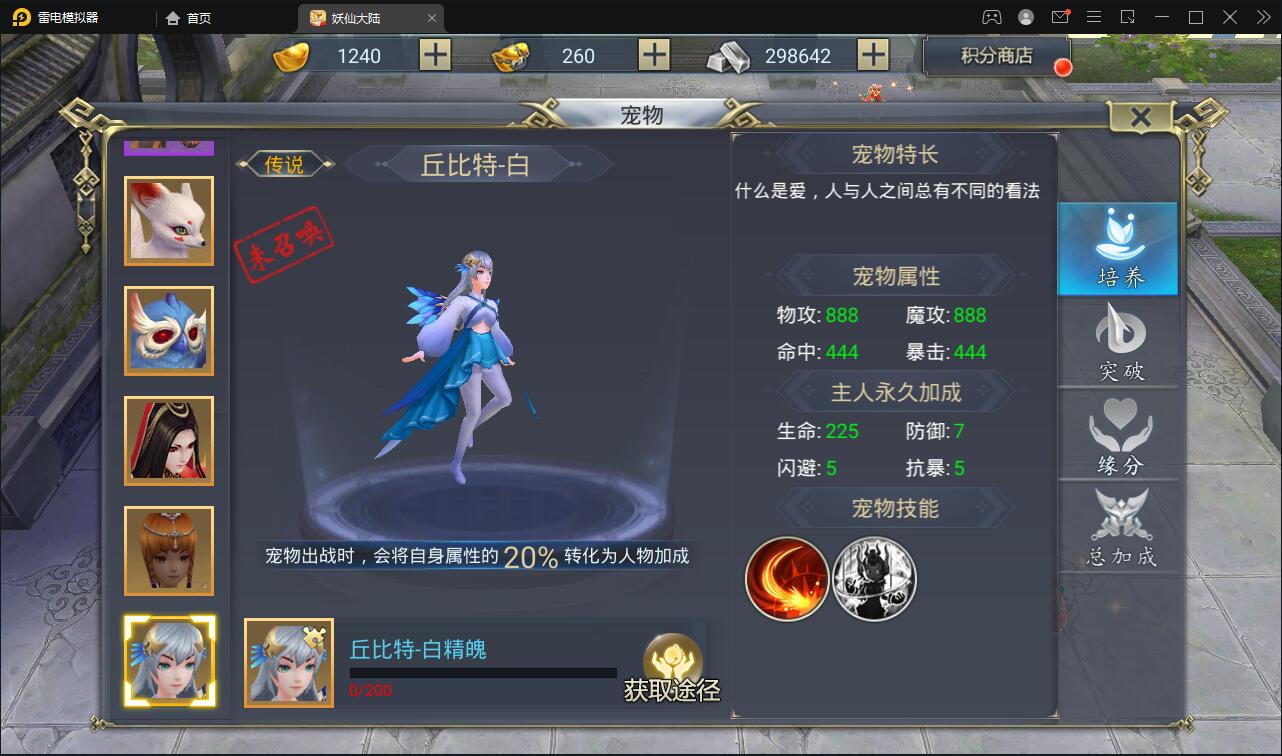 雷电模拟器
首页
妖仙大陆
1240
260
298642
积分商店
宠物
传说
丘比特-白
未召唤
宠物特长
什么是爱，人与人之间总有不同的看法
宠物属性
物攻:888 魔攻:888
命中:444 暴击:444
主人永久加成
生命:225 防御:7
闪避:5 抗暴:5
宠物技能
宠物出战时，会将自身属性的20%转化为人物加成
丘比特-白精魄
0/200
获取途径
培养
突破
缘分
总加成